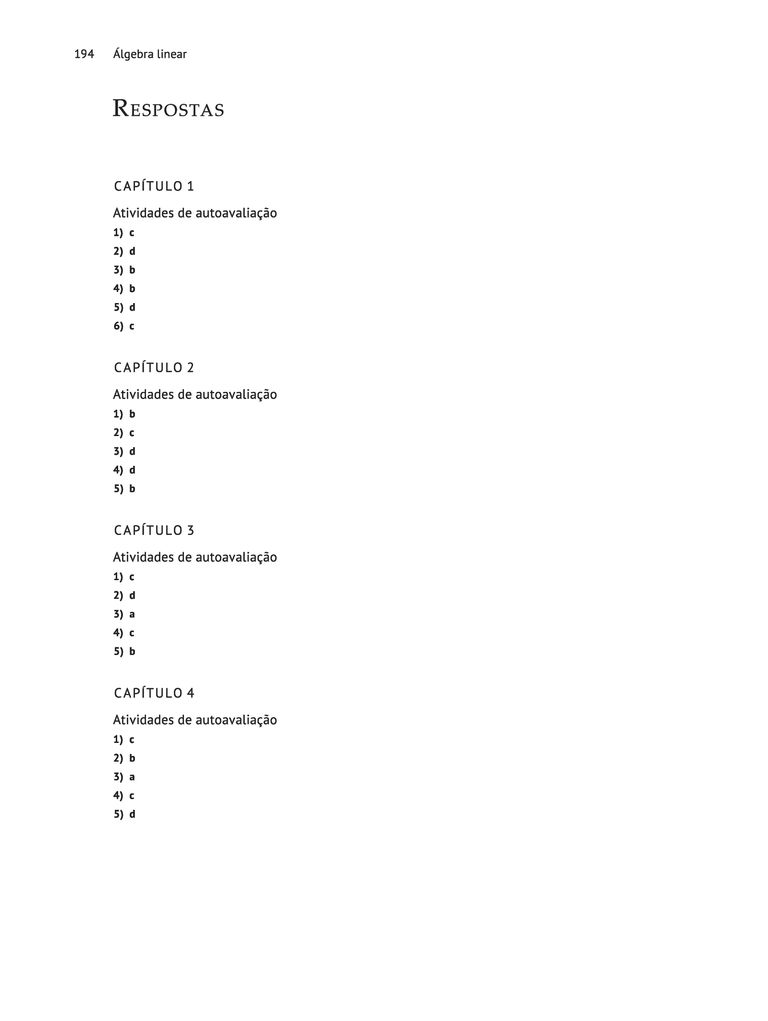 194 Álgebra linear
Respostas
CAPÍTULO 1
Atividades de autoavaliação
1) c
2) d
3) b
4) b
5) d
6) c
CAPÍTULO 2
Atividades de autoavaliação
1) b
2) c
3) d
4) d
5) b
CAPÍTULO 3
Atividades de autoavaliação
1) c
2) d
3) a
4) c
5) b
CAPÍTULO 4
Atividades de autoavaliação
1) c
2) b
3) a
4) c
5) d